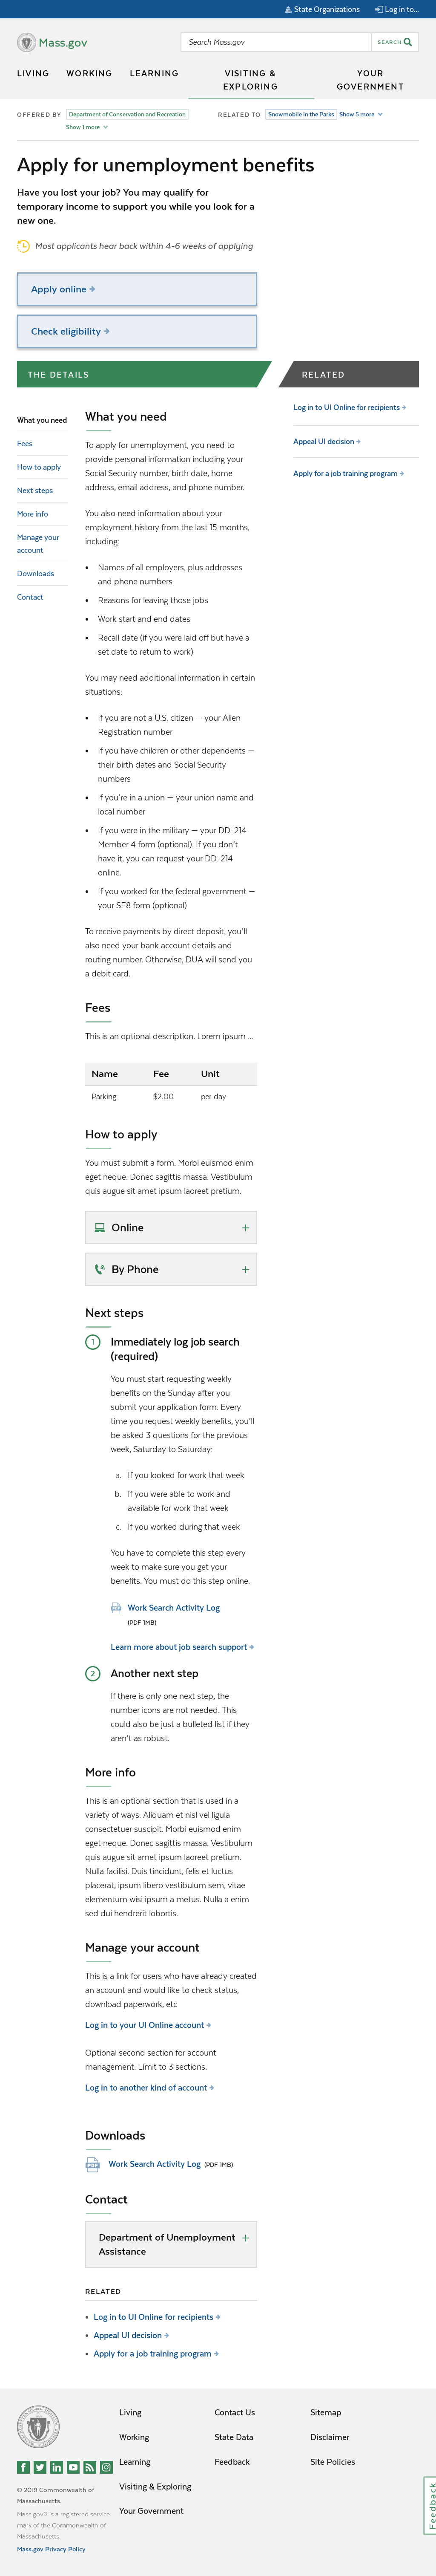 State Organizations
Log in to...
Mass.gov
Search Mass.gov
SEARCH
LIVING
WORKING
LEARNING
VISITING &
EXPLORING
YOUR
GOVERNMENT
OFFERED BY
Department of Conservation and Recreation
Show 1 more
RELATED TO
Snowmobile in the Parks
Show 5 more
Apply for unemployment benefits
Have you lost your job? You may qualify for
temporary income to support you while you look for a
new one.
Most applicants hear back within 4-6 weeks of applying
Apply online
Check eligibility
THE DETAILS
What you need
Fees
How to apply
Next steps
More info
Manage your
account
Downloads
Contact
What you need
To apply for unemployment, you need to
provide personal information including your
Social Security number, birth date, home
address, email address, and phone number.
You also need information about your
employment history from the last 15 months,
including:
• Names of all employers, plus addresses
and phone numbers
• Reasons for leaving those jobs
• Work start and end dates
• Recall date (if you were laid off but have a
set date to return to work)
You may need additional information in certain
situations:
• If you are not a U.S. citizen — your Alien
Registration number
• If you have children or other dependents —
their birth dates and Social Security
numbers
• If you're in a union — your union name and
local number
• If you were in the military — your DD-214
Member 4 form (optional). If you don't
have it, you can request your DD-214
online.
• If you worked for the federal government —
your SF8 form (optional)
To receive payments by direct deposit, you'll
also need your bank account details and
routing number. Otherwise, DUA will send you
a debit card.
Fees
This is an optional description. Lorem ipsum ...
Name Fee Unit
Parking $2.00 per day
How to apply
You must submit a form. Morbi euismod enim
eget neque. Donec sagittis massa. Vestibulum
quis augue sit amet ipsum laoreet pretium.
Online
By Phone
Next steps
1 Immediately log job search
(required)
You must start requesting weekly
benefits on the Sunday after you
submit your application form. Every
time you request weekly benefits, you'll
be asked 3 questions for the previous
week, Saturday to Saturday:
a. If you looked for work that week
b. If you were able to work and
available for work that week
c. If you worked during that week
You have to complete this step every
week to make sure you get your
benefits. You must do this step online.
Work Search Activity Log
(PDF 1MB)
Learn more about job search support
2 Another next step
If there is only one next step, the
number icons are not needed. This
could also be just a bulleted list if they
aren't as robust.
More info
This is an optional section that is used in a
variety of ways. Aliquam et nisl vel ligula
consectetuer suscipit. Morbi euismod enim
eget neque. Donec sagittis massa. Vestibulum
quis augue sit amet ipsum laoreet pretium.
Nulla facilisi. Duis tincidunt, felis et luctus
placerat, ipsum libero vestibulum sem, vitae
elementum wisi ipsum a metus. Nulla a enim
sed dui hendrerit lobortis.
Manage your account
This is a link for users who have already created
an account and would like to check status,
download paperwork, etc
Log in to your UI Online account
Optional second section for account
management. Limit to 3 sections.
Log in to another kind of account
Downloads
Work Search Activity Log (PDF 1MB)
Contact
Department of Unemployment
Assistance
RELATED
• Log in to UI Online for recipients
• Appeal UI decision
• Apply for a job training program
RELATED
Log in to UI Online for recipients
Appeal UI decision
Apply for a job training program
Living
Working
Learning
Visiting & Exploring
Your Government
Contact Us
State Data
Feedback
Sitemap
Disclaimer
Site Policies
© 2019 Commonwealth of
Massachusetts.
Mass.gov® is a registered service
mark of the Commonwealth of
Massachusetts.
Mass.gov Privacy Policy
Feedback